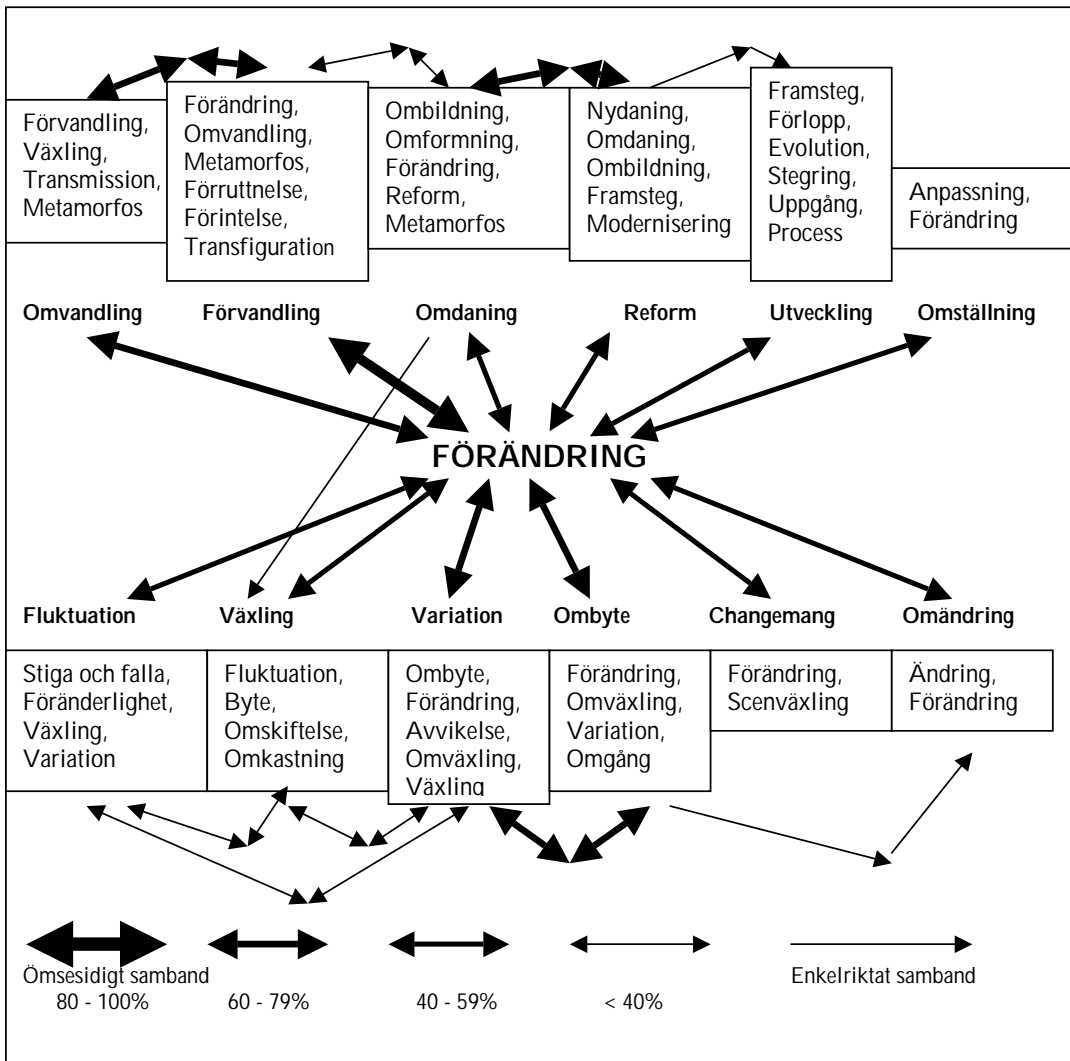 Förvandling,
Växling,
Transmission,
Metamorfos
Förändring,
Omvandling,
Metamorfos,
Förruttnelse,
Förintelse,
Transfiguration
Ombildning,
Omformning,
Förändring,
Reform,
Metamorfos
Nydaning,
Omdaning,
Ombildning,
Framsteg,
Modernisering
Framsteg,
Förlopp,
Evolution,
Stegring,
Uppgång,
Process
Anpassning,
Förändring
Omvandling Förvandling Omdaning Reform Utveckling Omställning
FÖRÄNDRING
Fluktuation Växling Variation Ombyte Changemang Omändring
Stiga och falla,
Föränderlighet,
Växling,
Variation
Fluktuation,
Byte,
Omskiftelse,
Omkastning
Ombyte,
Förändring,
Avvikelse,
Omväxling,
Växling
Förändring,
Omväxling,
Variation,
Omgång
Förändring,
Scenväxling
Ändring,
Förändring
Ömsesidigt samband Enkelriktat samband
80 - 100% 60 - 79% 40 - 59% < 40%